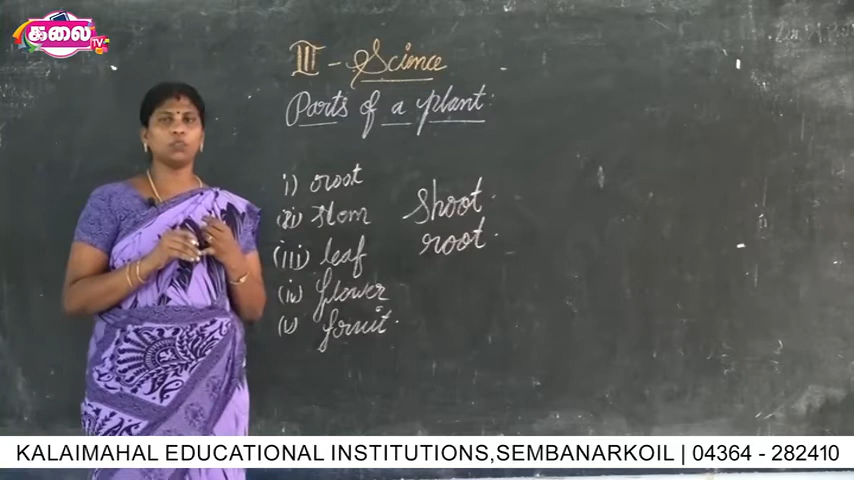 கலை
TV
III - Science
Parts of a plant.
i) root
(ii) stem
(iii) leaf
(iv) flower
(v) fruit.
shoot.
root.
KALAIMAHAL EDUCATIONAL INSTITUTIONS,SEMBANARKOIL | 04364 - 282410